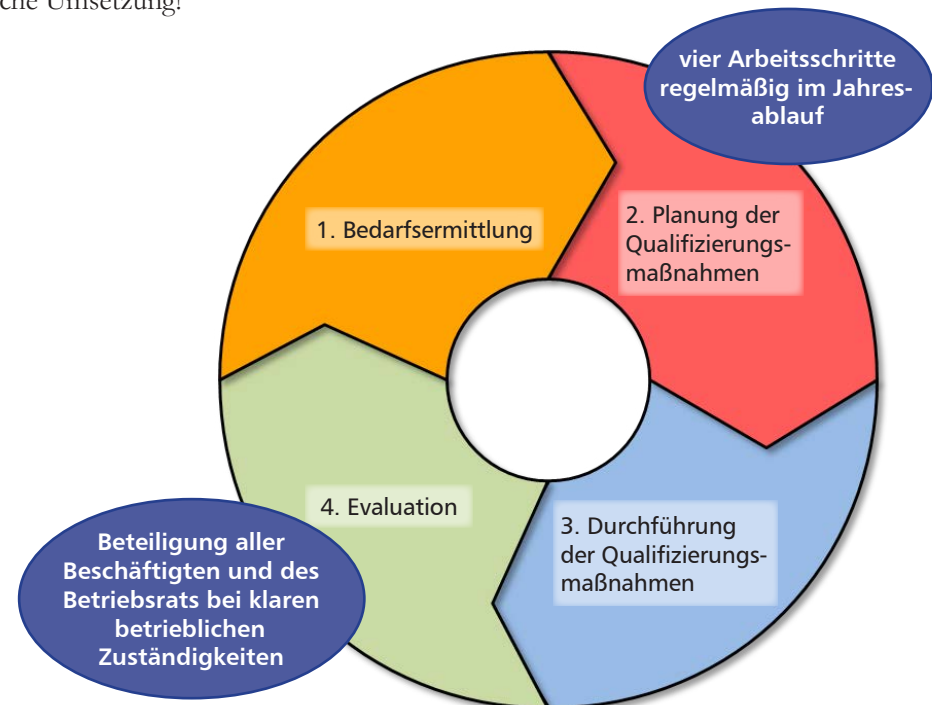 che Umsetzung!
vier Arbeitsschritte
regelmäßig im Jahres-
ablauf
1. Bedarfsermittlung
2. Planung der
Qualifizierungs-
maßnahmen
3. Durchführung
der Qualifizierungs-
maßnahmen
4. Evaluation
Beteiligung aller
Beschäftigten und des
Betriebsrats bei klaren
betrieblichen
Zuständigkeiten